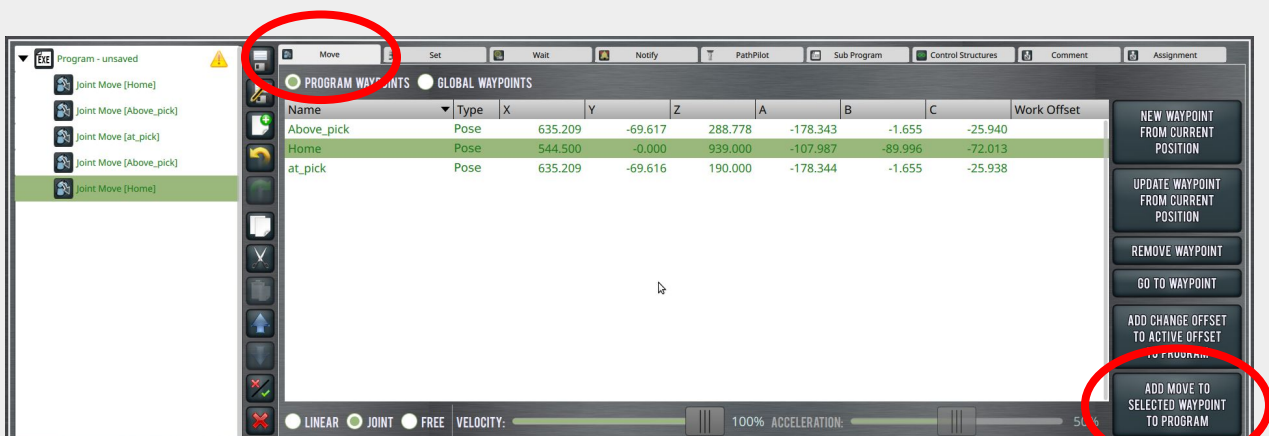 EXE Program - unsaved
Joint Move [Home]
Joint Move [Above_pick]
Joint Move [at_pick]
Joint Move [Above_pick]
Joint Move [Home]
Move Set Wait Notify PathPilot Sub Program Control Structures Comment Assignment
PROGRAM WAYPOINTS GLOBAL WAYPOINTS
Name Type X Y Z A B C Work Offset
Above_pick Pose 635.209 -69.617 288.778 -178.343 -1.655 -25.940
Home Pose 544.500 -0.000 939.000 -107.987 -89.996 -72.013
at_pick Pose 635.209 -69.616 190.000 -178.344 -1.655 -25.938
NEW WAYPOINT
FROM CURRENT
POSITION
UPDATE WAYPOINT
FROM CURRENT
POSITION
REMOVE WAYPOINT
GO TO WAYPOINT
ADD CHANGE OFFSET
TO ACTIVE OFFSET
TO PROGRAM
ADD MOVE TO
SELECTED WAYPOINT
TO PROGRAM
LINEAR JOINT FREE VELOCITY: 100% ACCELERATION: 50%